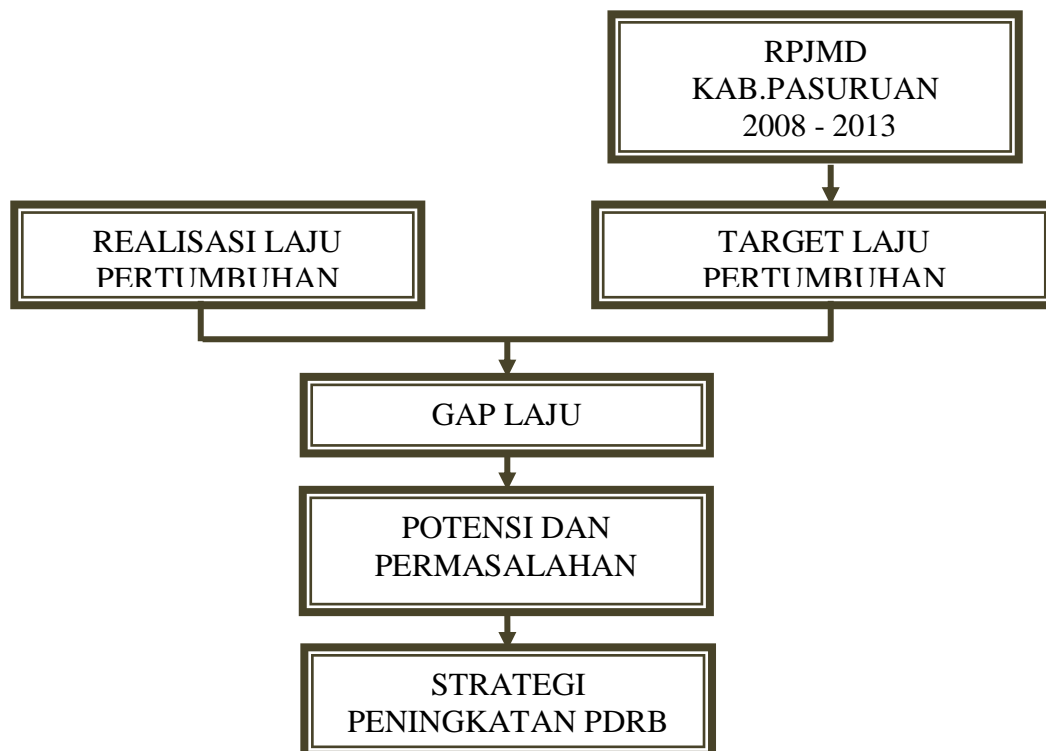 RPJMD
KAB.PASURUAN
2008 - 2013
REALISASI LAJU
PERTUMBUHAN
TARGET LAJU
PERTUMBUHAN
GAP LAJU
POTENSI DAN
PERMASALAHAN
STRATEGI
PENINGKATAN PDRB